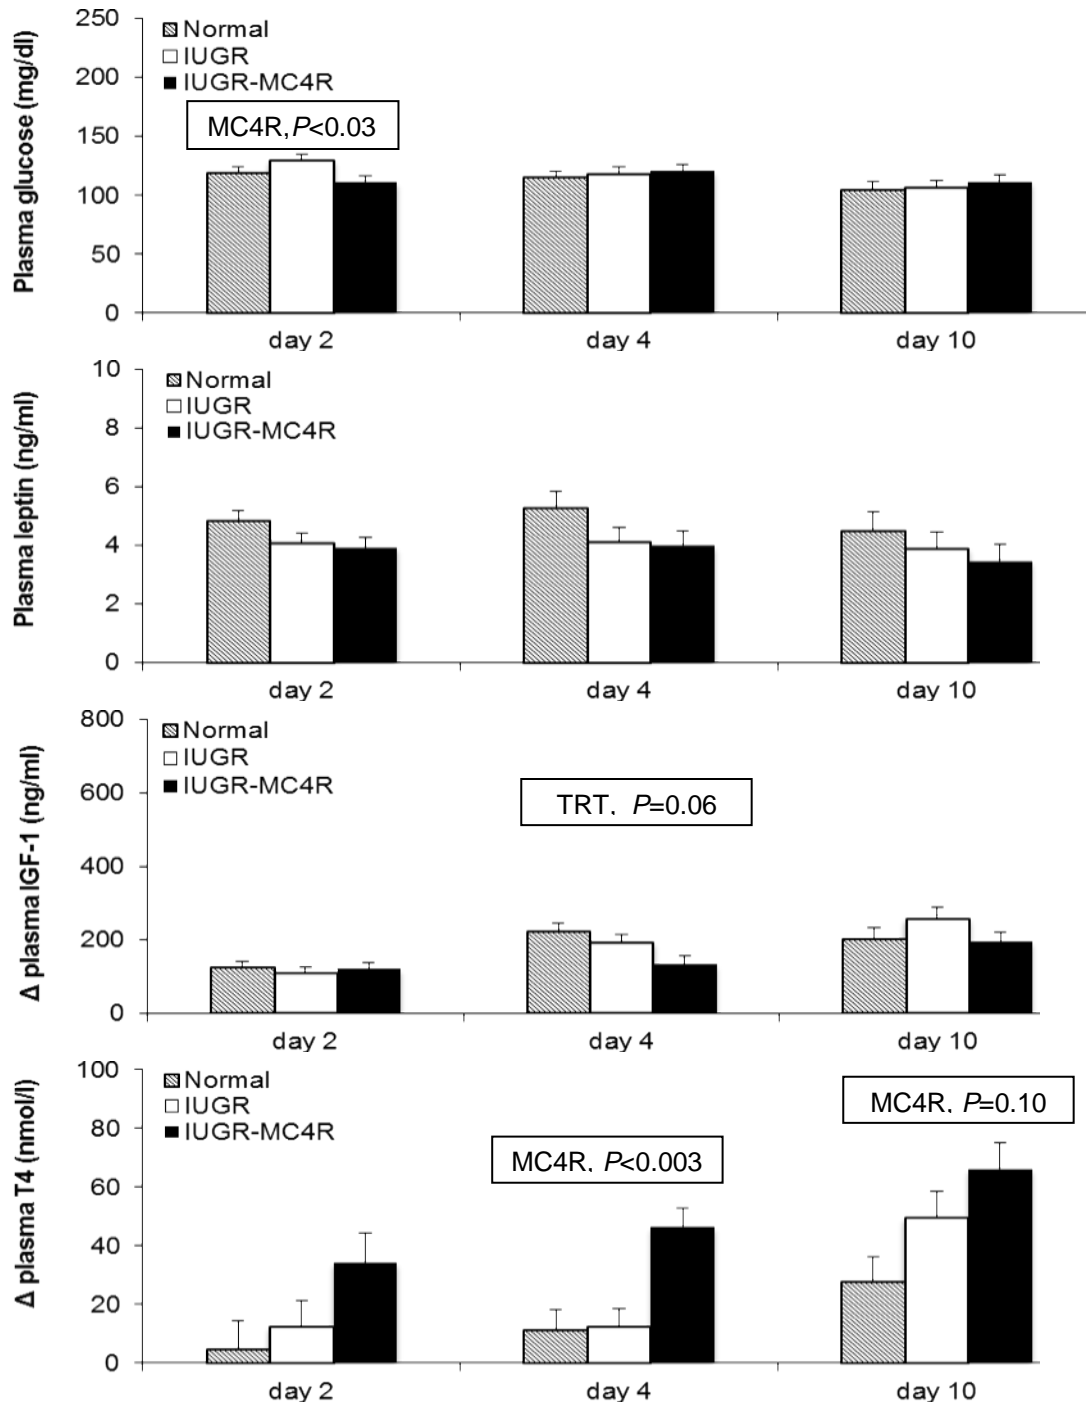 Plasma glucose (mg/dl)
250
200
150
100
50
0
Normal
IUGR
IUGR-MC4R
MC4R, P<0.03
day 2
day 4
day 10
Plasma leptin (ng/ml)
10
8
6
4
2
0
Normal
IUGR
IUGR-MC4R
day 2
day 4
day 10
Δ plasma IGF-1 (ng/ml)
800
600
400
200
0
Normal
IUGR
IUGR-MC4R
TRT, P=0.06
day 2
day 4
day 10
Δ plasma T4 (nmol/l)
100
80
60
40
20
0
Normal
IUGR
IUGR-MC4R
MC4R, P<0.003
MC4R, P=0.10
day 2
day 4
day 10